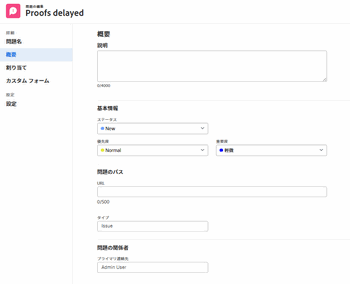 問題の編集
Proofs delayed
詳細
問題名
概要
割り当て
カスタム フォーム
設定
設定
概要
説明
0/4000
基本情報
ステータス
New
優先度
Normal
重要度
軽微
問題のパス
URL
0/500
タイプ
Issue
問題の関係者
プライマリ連絡先
Admin User